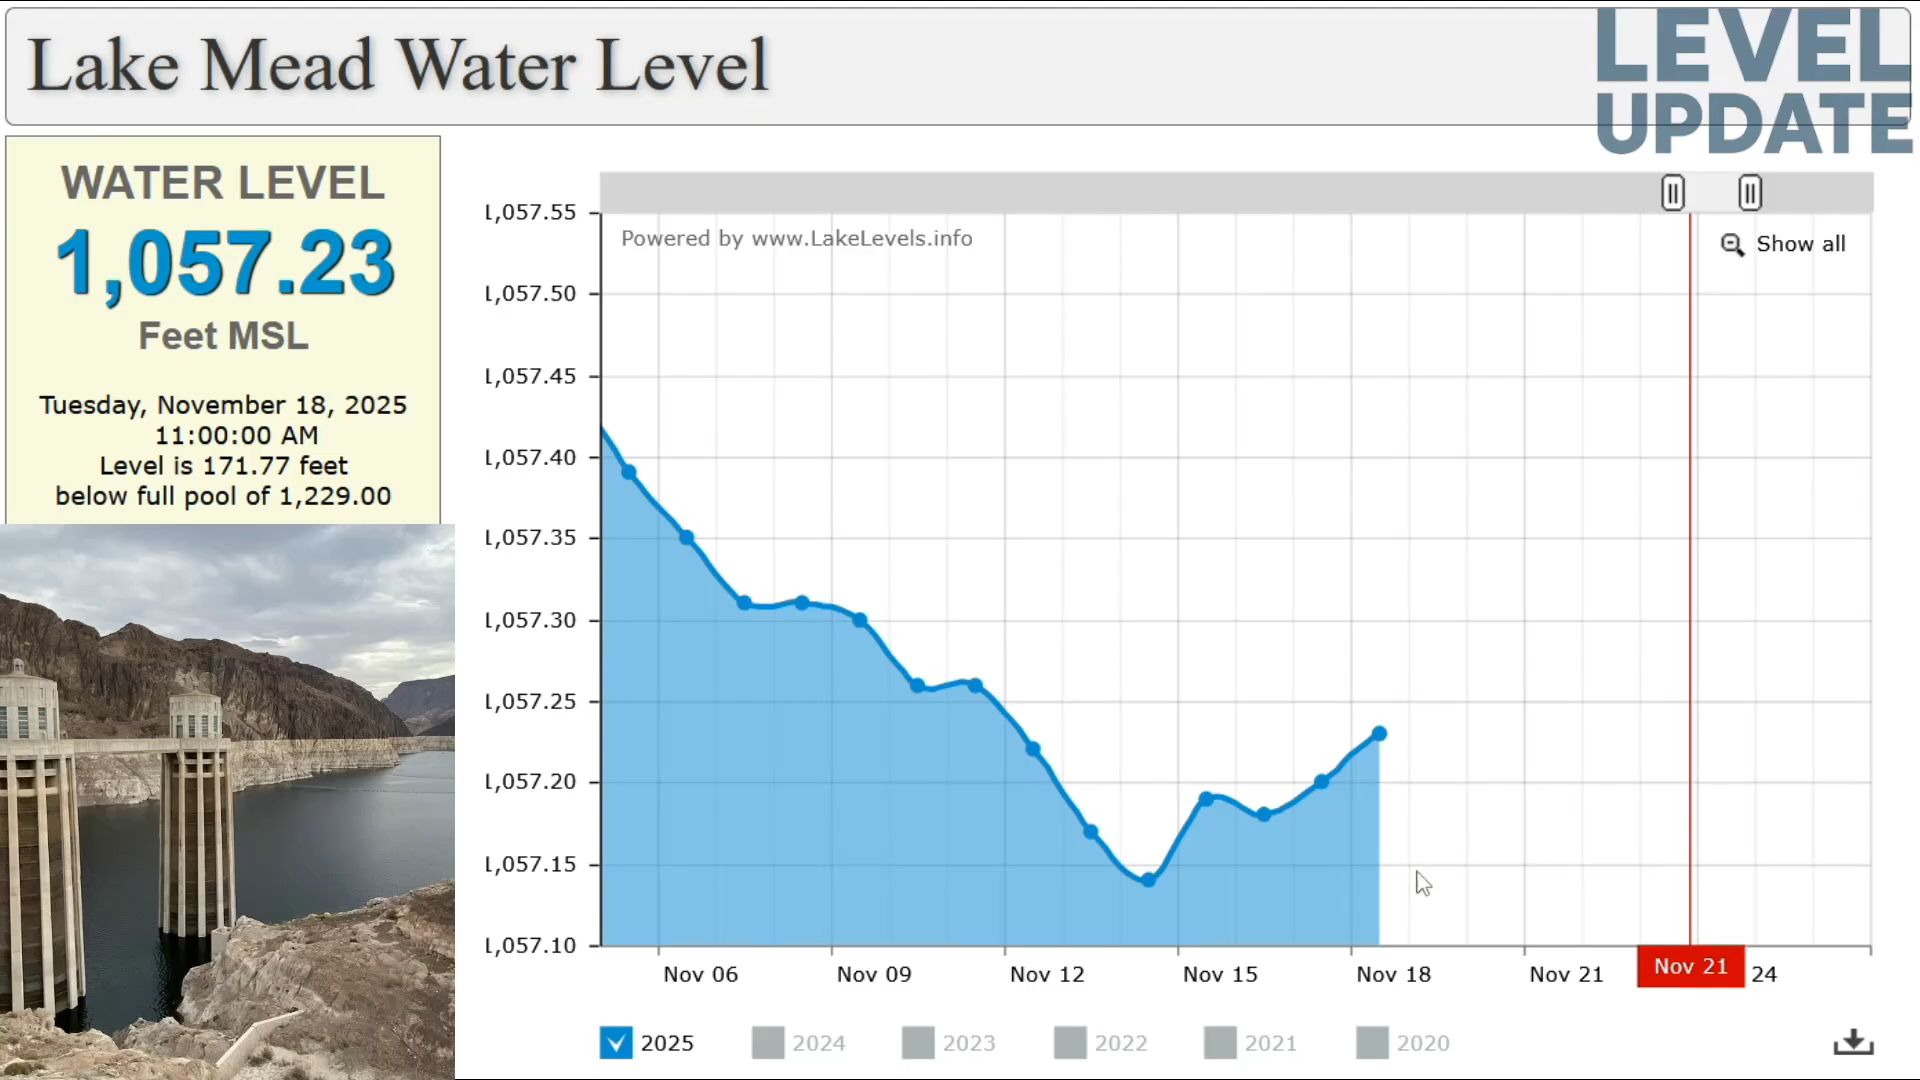 Lake Mead Water Level
LEVEL
UPDATE
WATER LEVEL
1,057.23
Feet MSL
Tuesday, November 18, 2025
11:00:00 AM
Level is 171.77 feet
below full pool of 1,229.00
Powered by www.LakeLevels.info
Show all
1,057.55
1,057.50
1,057.45
1,057.40
1,057.35
1,057.30
1,057.25
1,057.20
1,057.15
1,057.10
Nov 06 Nov 09 Nov 12 Nov 15 Nov 18 Nov 21 Nov 21 24
2025 2024 2023 2022 2021 2020